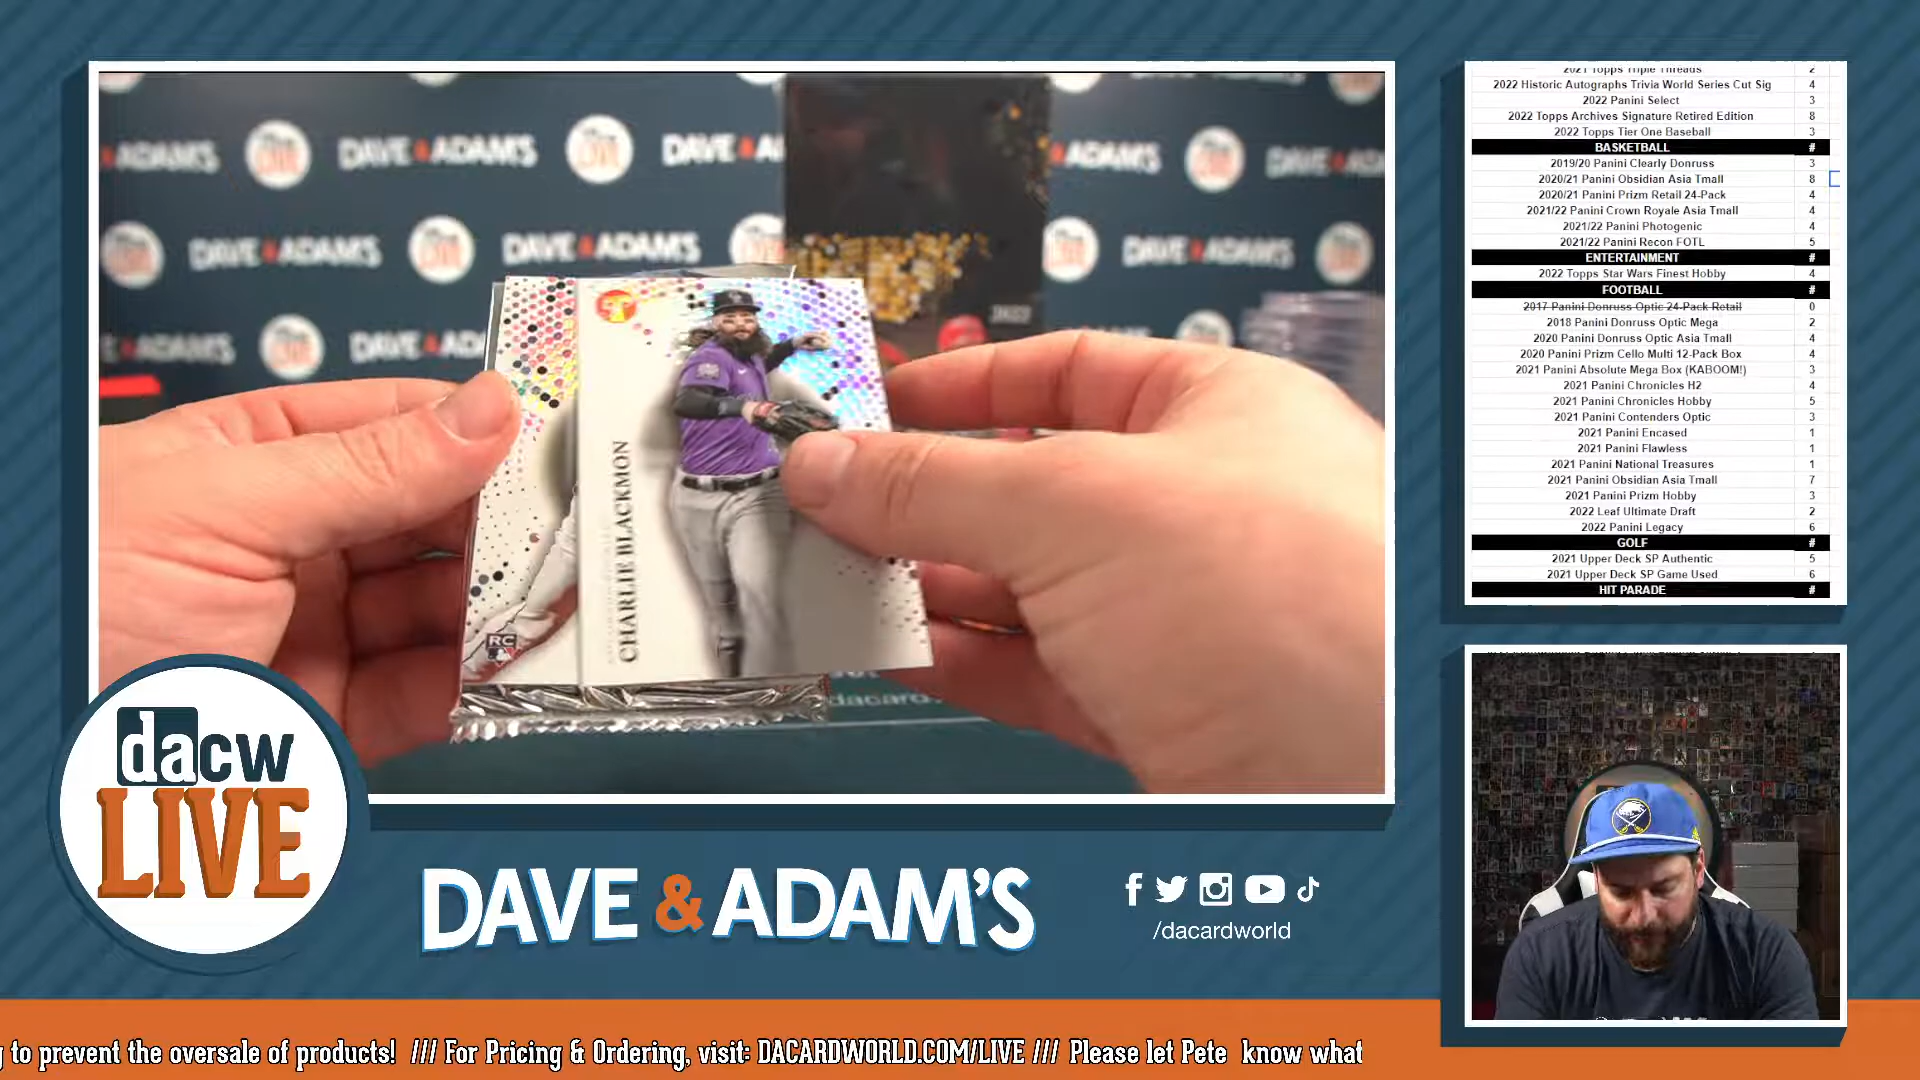 DAVE & ADAM'S
CHARLIE BLACKMON
RC
2022
dacard
2021 Topps Triple Threads 2
2022 Historic Autographs Trivia World Series Cut Sig 4
2022 Panini Select 3
2022 Topps Archives Signature Retired Edition 8
2022 Topps Tier One Baseball 3
BASKETBALL #
2019/20 Panini Clearly Donruss 3
2020/21 Panini Obsidian Asia Tmall 8
2020/21 Panini Prizm Retail 24-Pack 4
2021/22 Panini Crown Royale Asia Tmall 4
2021/22 Panini Photogenic 4
2021/22 Panini Recon FOTL 5
ENTERTAINMENT #
2022 Topps Star Wars Finest Hobby 4
FOOTBALL #
2017 Panini Donruss Optic 24-Pack Retail 0
2018 Panini Donruss Optic Mega 2
2020 Panini Donruss Optic Asia Tmall 4
2020 Panini Prizm Cello Multi 12-Pack Box 4
2021 Panini Absolute Mega Box (KABOOM!) 3
2021 Panini Chronicles H2 4
2021 Panini Chronicles Hobby 5
2021 Panini Contenders Optic 3
2021 Panini Encased 1
2021 Panini Flawless 1
2021 Panini National Treasures 1
2021 Panini Obsidian Asia Tmall 7
2021 Panini Prizm Hobby 3
2022 Leaf Ultimate Draft 2
2022 Panini Legacy 6
GOLF #
2021 Upper Deck SP Authentic 5
2021 Upper Deck SP Game Used 6
HIT PARADE #
dacw
LIVE
DAVE & ADAM'S
/dacardworld
g to prevent the oversale of products! /// For Pricing & Ordering, visit: DACARDWORLD.COM/LIVE /// Please let Pete know what